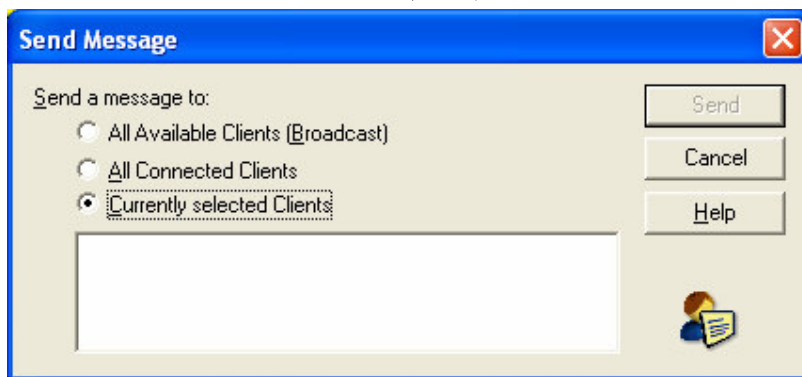 Send Message
Send a message to:
Send
All Available Clients (Broadcast)
Cancel
All Connected Clients
Currently selected Clients
Help